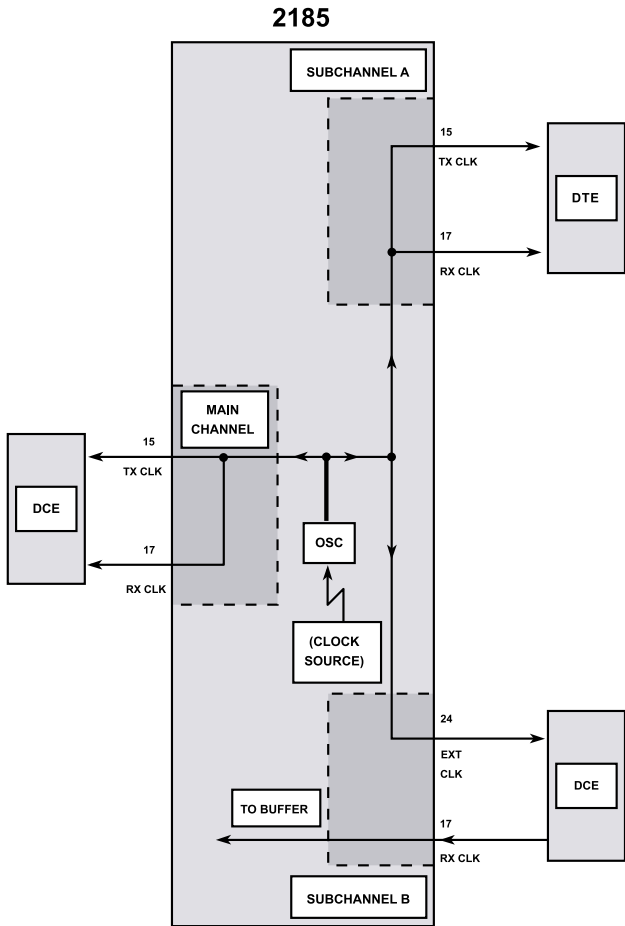 2185
SUBCHANNEL A
15
TX CLK
DTE
17
RX CLK
MAIN
CHANNEL
15
TX CLK
DCE
17
RX CLK
OSC
(CLOCK
SOURCE)
24
EXT
CLK
DCE
TO BUFFER
17
RX CLK
SUBCHANNEL B